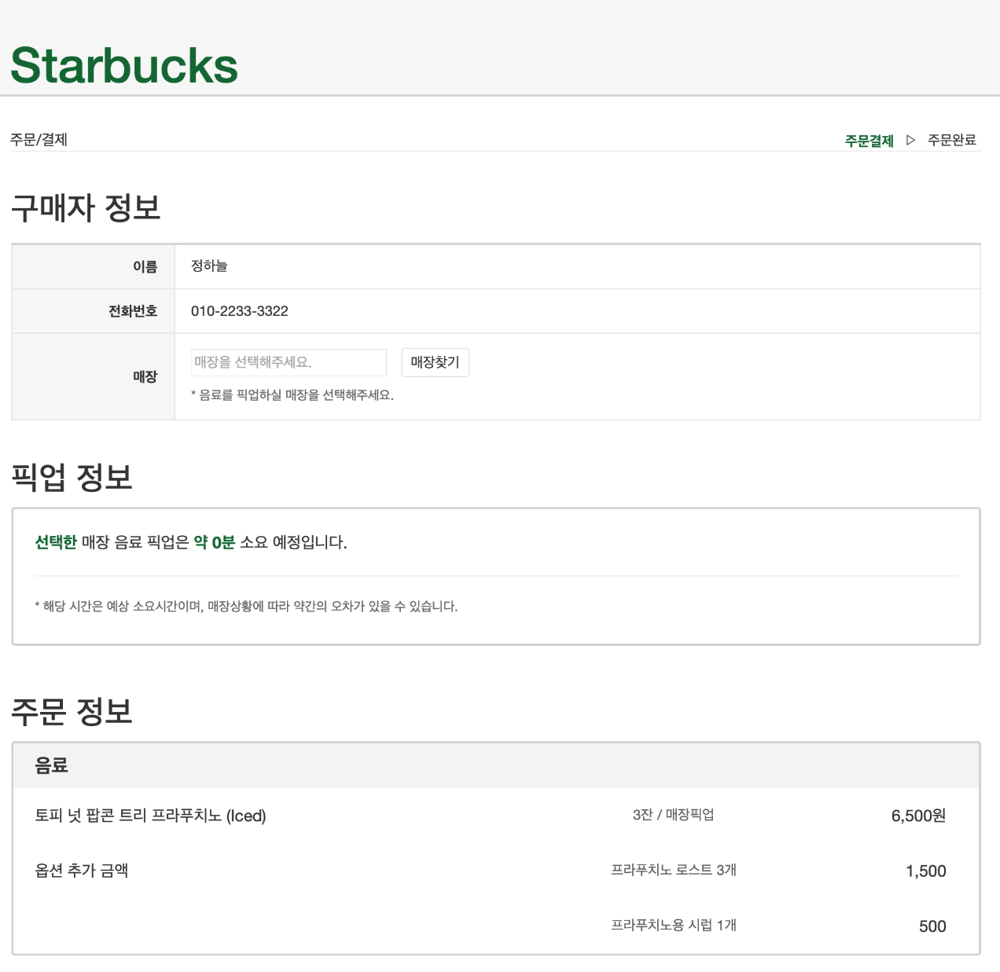 Starbucks
주문/결제
주문결제 ▷ 주문완료
구매자 정보
이름 정하늘
전화번호 010-2233-3322
매장 매장을 선택해주세요. 매장찾기
* 음료를 픽업하실 매장을 선택해주세요.
픽업 정보
선택한 매장 음료 픽업은 약 0분 소요 예정입니다.
* 해당 시간은 예상 소요시간이며, 매장상황에 따라 약간의 오차가 있을 수 있습니다.
주문 정보
음료
토피 넛 팝콘 트리 프라푸치노 (Iced) 3잔 / 매장픽업 6,500원
옵션 추가 금액 프라푸치노 로스트 3개 1,500
프라푸치노용 시럽 1개 500